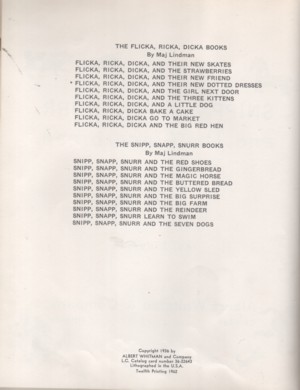 THE FLICKA, RICKA, DICKA BOOKS
By Maj Lindman
FLICKA, RICKA, DICKA, AND THEIR NEW SKATES
FLICKA, RICKA, DICKA, AND THE STRAWBERRIES
FLICKA, RICKA, DICKA, AND THEIR NEW FRIEND
* FLICKA, RICKA, DICKA, AND THEIR NEW DOTTED DRESSES
FLICKA, RICKA, DICKA, AND THE GIRL NEXT DOOR
FLICKA, RICKA, DICKA, AND THE THREE KITTENS
FLICKA, RICKA, DICKA, AND A LITTLE DOG
FLICKA, RICKA, DICKA BAKE A CAKE
FLICKA, RICKA, DICKA GO TO MARKET
FLICKA, RICKA, DICKA AND THE BIG RED HEN
THE SNIPP, SNAPP, SNURR BOOKS
By Maj Lindman
SNIPP, SNAPP, SNURR AND THE RED SHOES
SNIPP, SNAPP, SNURR AND THE GINGERBREAD
SNIPP, SNAPP, SNURR AND THE MAGIC HORSE
SNIPP, SNAPP, SNURR AND THE BUTTERED BREAD
SNIPP, SNAPP, SNURR AND THE YELLOW SLED
SNIPP, SNAPP, SNURR AND THE BIG SURPRISE
SNIPP, SNAPP, SNURR AND THE BIG FARM
SNIPP, SNAPP, SNURR AND THE REINDEER
SNIPP, SNAPP, SNURR LEARN TO SWIM
SNIPP, SNAPP, SNURR AND THE SEVEN DOGS
Copyright
ALBERT WHITMAN and Company
L.C. Catalog card number
Lithographed in the U.S.A.
Twelfth Printing 1962